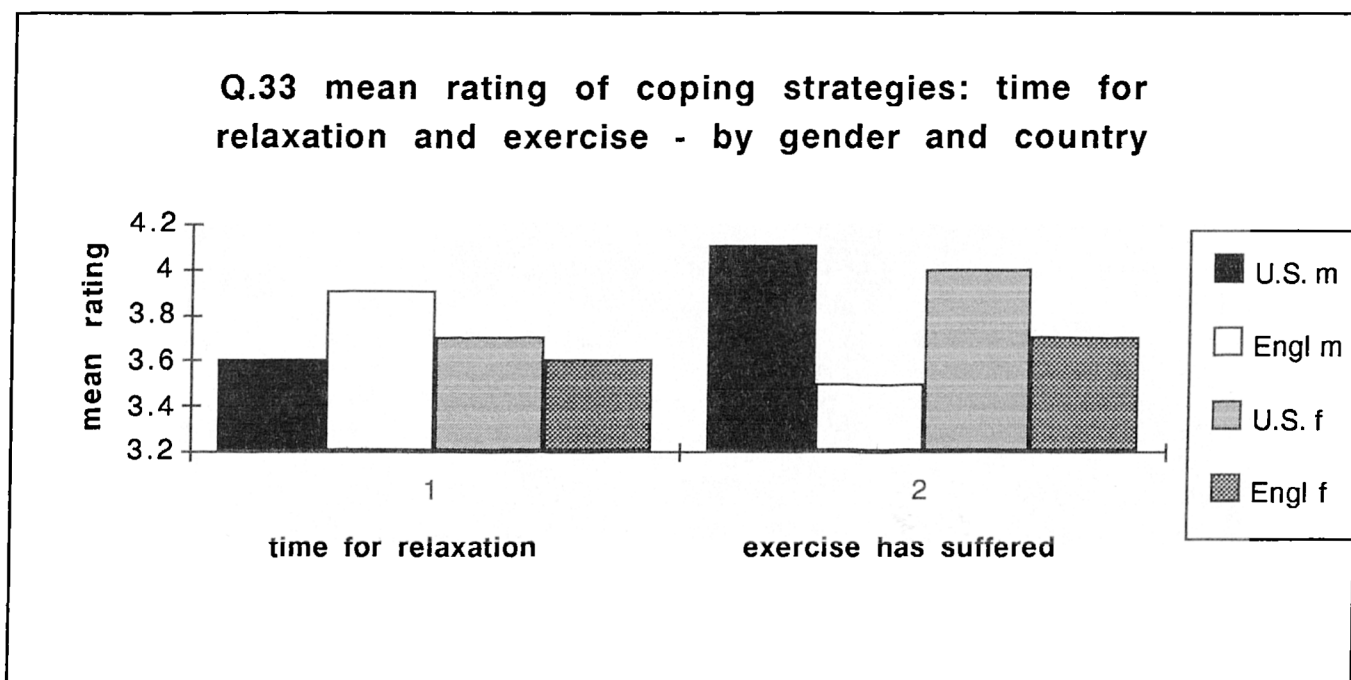 Q.33 mean rating of coping strategies: time for
relaxation and exercise - by gender and country
mean rating
4.2
4
3.8
3.6
3.4
3.2
1
2
time for relaxation
exercise has suffered
U.S. m
Engl m
U.S. f
Engl f